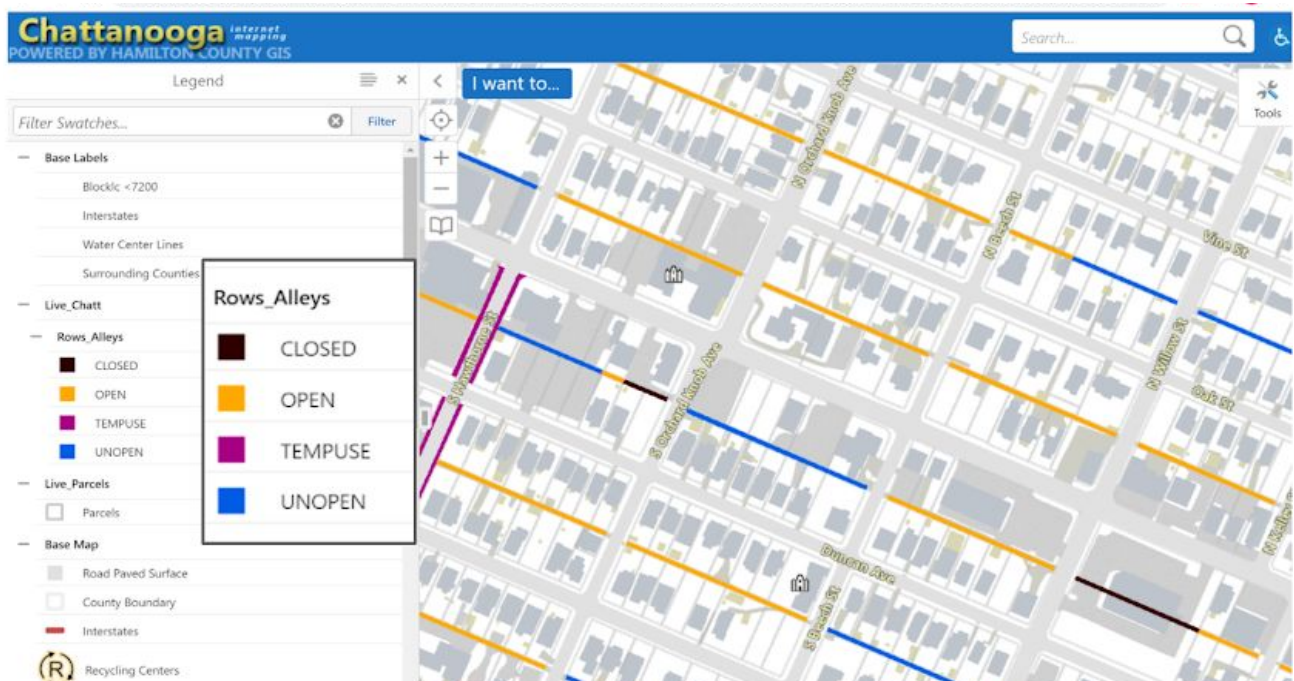 Chattanooga internet mapping
POWERED BY HAMILTON COUNTY GIS
Search...
Legend
I want to...
Tools
Filter Swatches...
Filter
Base Labels
Blocklc <7200
Interstates
Water Center Lines
Surrounding Counties
Live_Chatt
Rows_Alleys
CLOSED
OPEN
TEMPUSE
UNOPEN
Live_Parcels
Parcels
Base Map
Road Paved Surface
County Boundary
Interstates
R
Recycling Centers
Rows_Alleys
CLOSED
OPEN
TEMPUSE
UNOPEN
N Orchard Knob Ave
N Beech St
Vine St
S Hawthorne St
S Orchard Knob Ave
N Willow St
Oak St
Duncan Ave
S Beech St